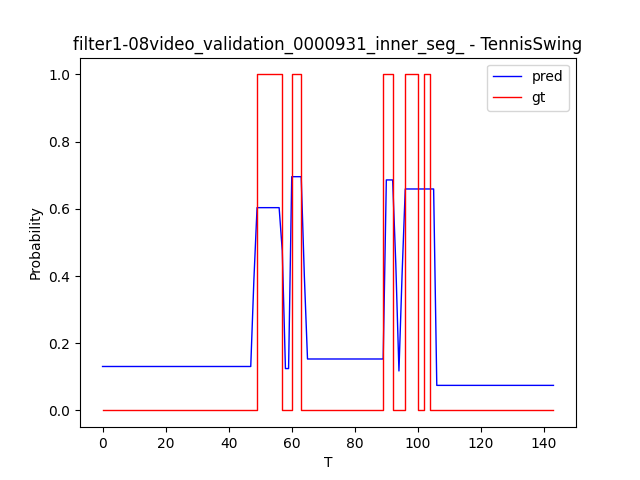 filter1-08video_validation_0000931_inner_seg_ - TennisSwing
pred
gt
1.0
0.8
0.6
0.4
0.2
0.0
Probability
0 20 40 60 80 100 120 140
T